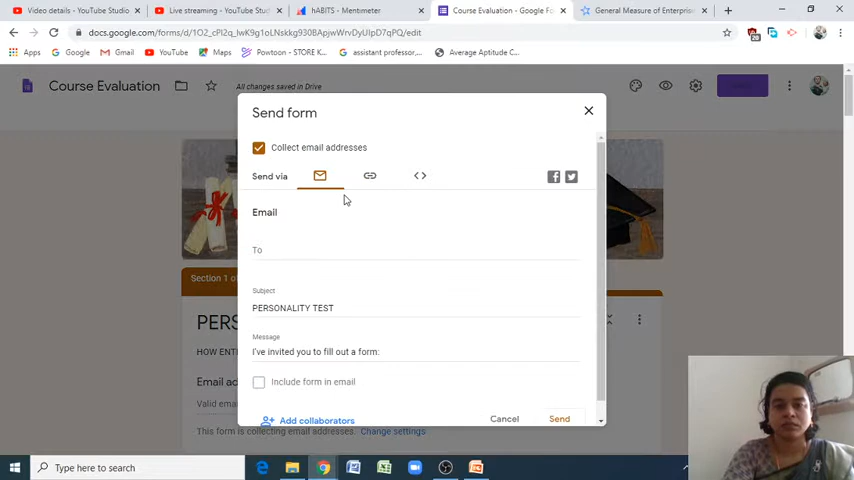 Video details - YouTube Studio
Live streaming - YouTube Studio
hABITS - Mentimeter
Course Evaluation - Google Fo
General Measure of Enterpris
docs.google.com/forms/d/1O2_cPl2q_IwK9g1oLNskkg930BApjwWrvDyUIpD7qPQ/edit
Apps
Google
Gmail
YouTube
Maps
Powtoon - STORE K...
assistant professor,...
Average Aptitude C...
Course Evaluation
All changes saved in Drive
Send form
Collect email addresses
Send via
Email
To
Section 1 of
Subject
PERSONALITY TEST
PERS
Message
I've invited you to fill out a form:
HOW ENT
Email ad
Include form in email
Valid emai
Add collaborators
Cancel
Send
This form is collecting email addresses. Change settings
Type here to search